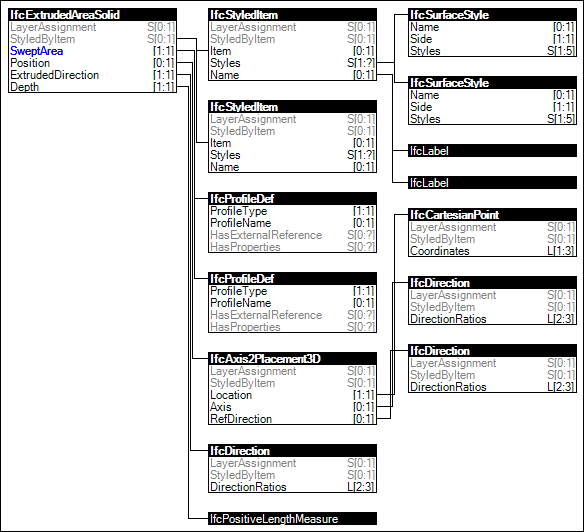 IfcExtrudedAreaSolid
LayerAssignment S[0:1]
StyledByItem S[0:1]
SweptArea [1:1]
Position [0:1]
ExtrudedDirection [1:1]
Depth [1:1]
IfcStyledItem
LayerAssignment S[0:1]
StyledByItem S[0:1]
Item [0:1]
Styles S[1:?]
Name [0:1]
IfcStyledItem
LayerAssignment S[0:1]
StyledByItem S[0:1]
Item [0:1]
Styles S[1:?]
Name [0:1]
IfcProfileDef
ProfileType [1:1]
ProfileName [0:1]
HasExternalReference S[0:?]
HasProperties S[0:?]
IfcProfileDef
ProfileType [1:1]
ProfileName [0:1]
HasExternalReference S[0:?]
HasProperties S[0:?]
IfcAxis2Placement3D
LayerAssignment S[0:1]
StyledByItem S[0:1]
Location [1:1]
Axis [0:1]
RefDirection [0:1]
IfcDirection
LayerAssignment S[0:1]
StyledByItem S[0:1]
DirectionRatios L[2:3]
IfcPositiveLengthMeasure
IfcSurfaceStyle
Name [0:1]
Side [1:1]
Styles S[1:5]
IfcSurfaceStyle
Name [0:1]
Side [1:1]
Styles S[1:5]
IfcLabel
IfcLabel
IfcCartesianPoint
LayerAssignment S[0:1]
StyledByItem S[0:1]
Coordinates L[1:3]
IfcDirection
LayerAssignment S[0:1]
StyledByItem S[0:1]
DirectionRatios L[2:3]
IfcDirection
LayerAssignment S[0:1]
StyledByItem S[0:1]
DirectionRatios L[2:3]